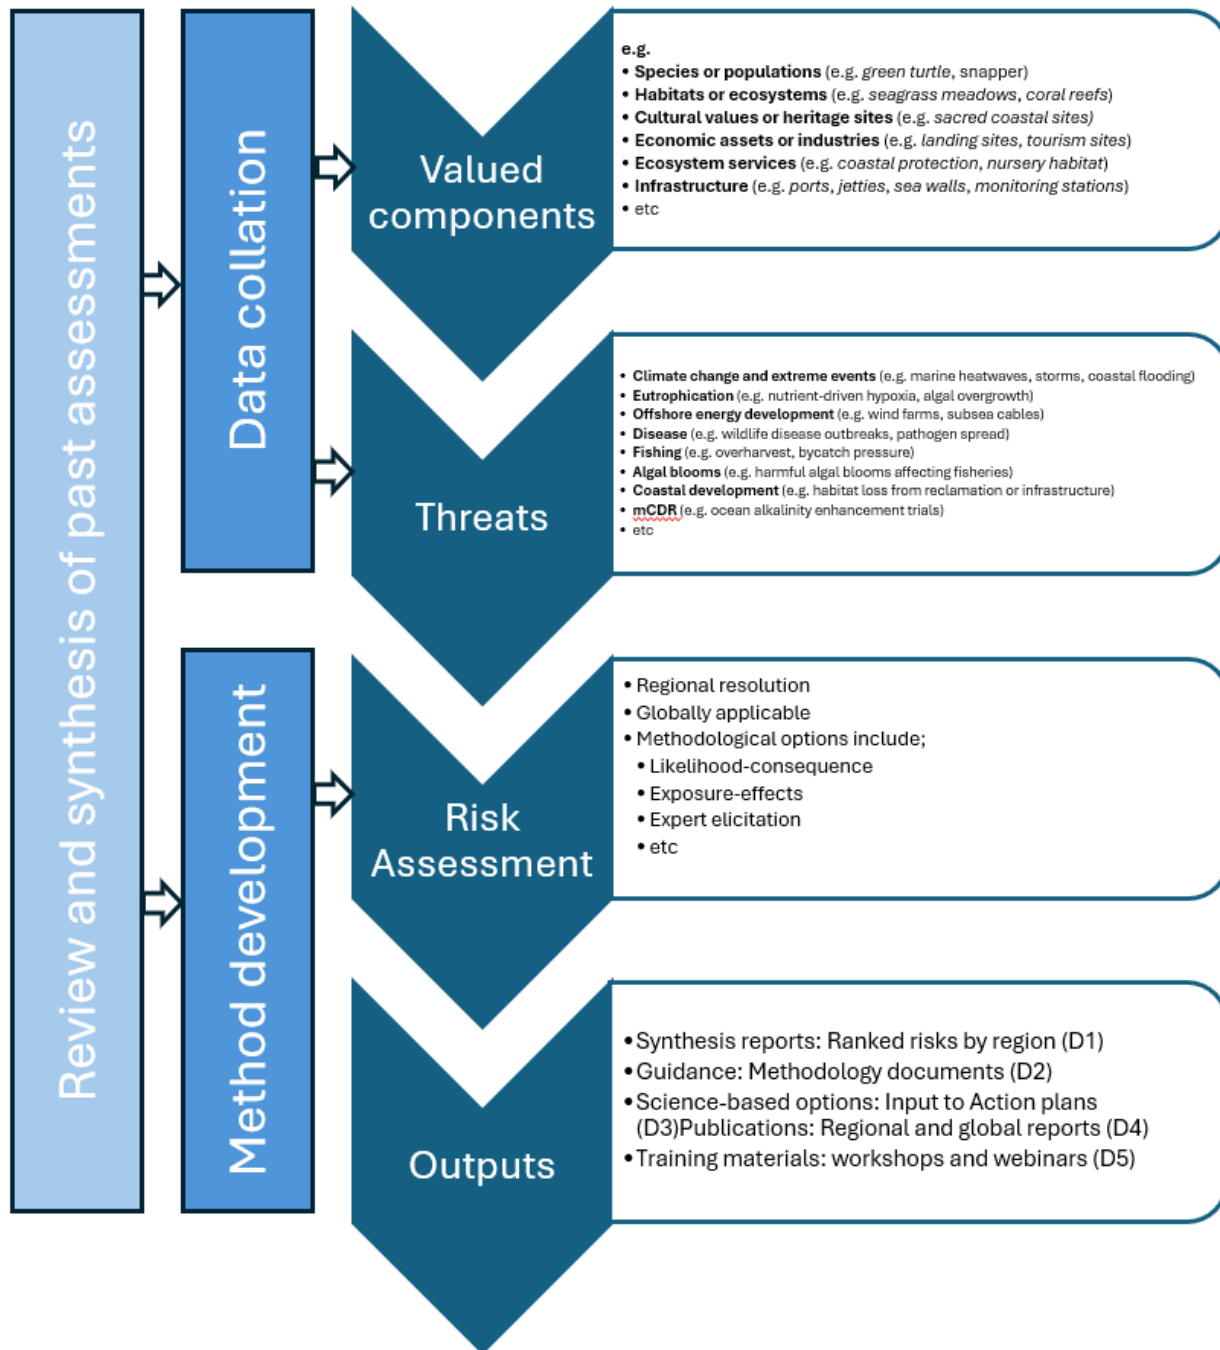 Review and synthesis of past assessments
Data collation
Valued
components
e.g.
• Species or populations (e.g. green turtle, snapper)
• Habitats or ecosystems (e.g. seagrass meadows, coral reefs)
• Cultural values or heritage sites (e.g. sacred coastal sites)
• Economic assets or industries (e.g. landing sites, tourism sites)
• Ecosystem services (e.g. coastal protection, nursery habitat)
• Infrastructure (e.g. ports, jetties, sea walls, monitoring stations)
• etc
Threats
• Climate change and extreme events (e.g. marine heatwaves, storms, coastal flooding)
• Eutrophication (e.g. nutrient-driven hypoxia, algal overgrowth)
• Offshore energy development (e.g. wind farms, subsea cables)
• Disease (e.g. wildlife disease outbreaks, pathogen spread)
• Fishing (e.g. overharvest, bycatch pressure)
• Algal blooms (e.g. harmful algal blooms affecting fisheries)
• Coastal development (e.g. habitat loss from reclamation or infrastructure)
• mCDR (e.g. ocean alkalinity enhancement trials)
• etc
Method development
Risk
Assessment
• Regional resolution
• Globally applicable
• Methodological options include;
• Likelihood-consequence
• Exposure-effects
• Expert elicitation
• etc
Outputs
• Synthesis reports: Ranked risks by region (D1)
• Guidance: Methodology documents (D2)
• Science-based options: Input to Action plans
(D3)Publications: Regional and global reports (D4)
• Training materials: workshops and webinars (D5)